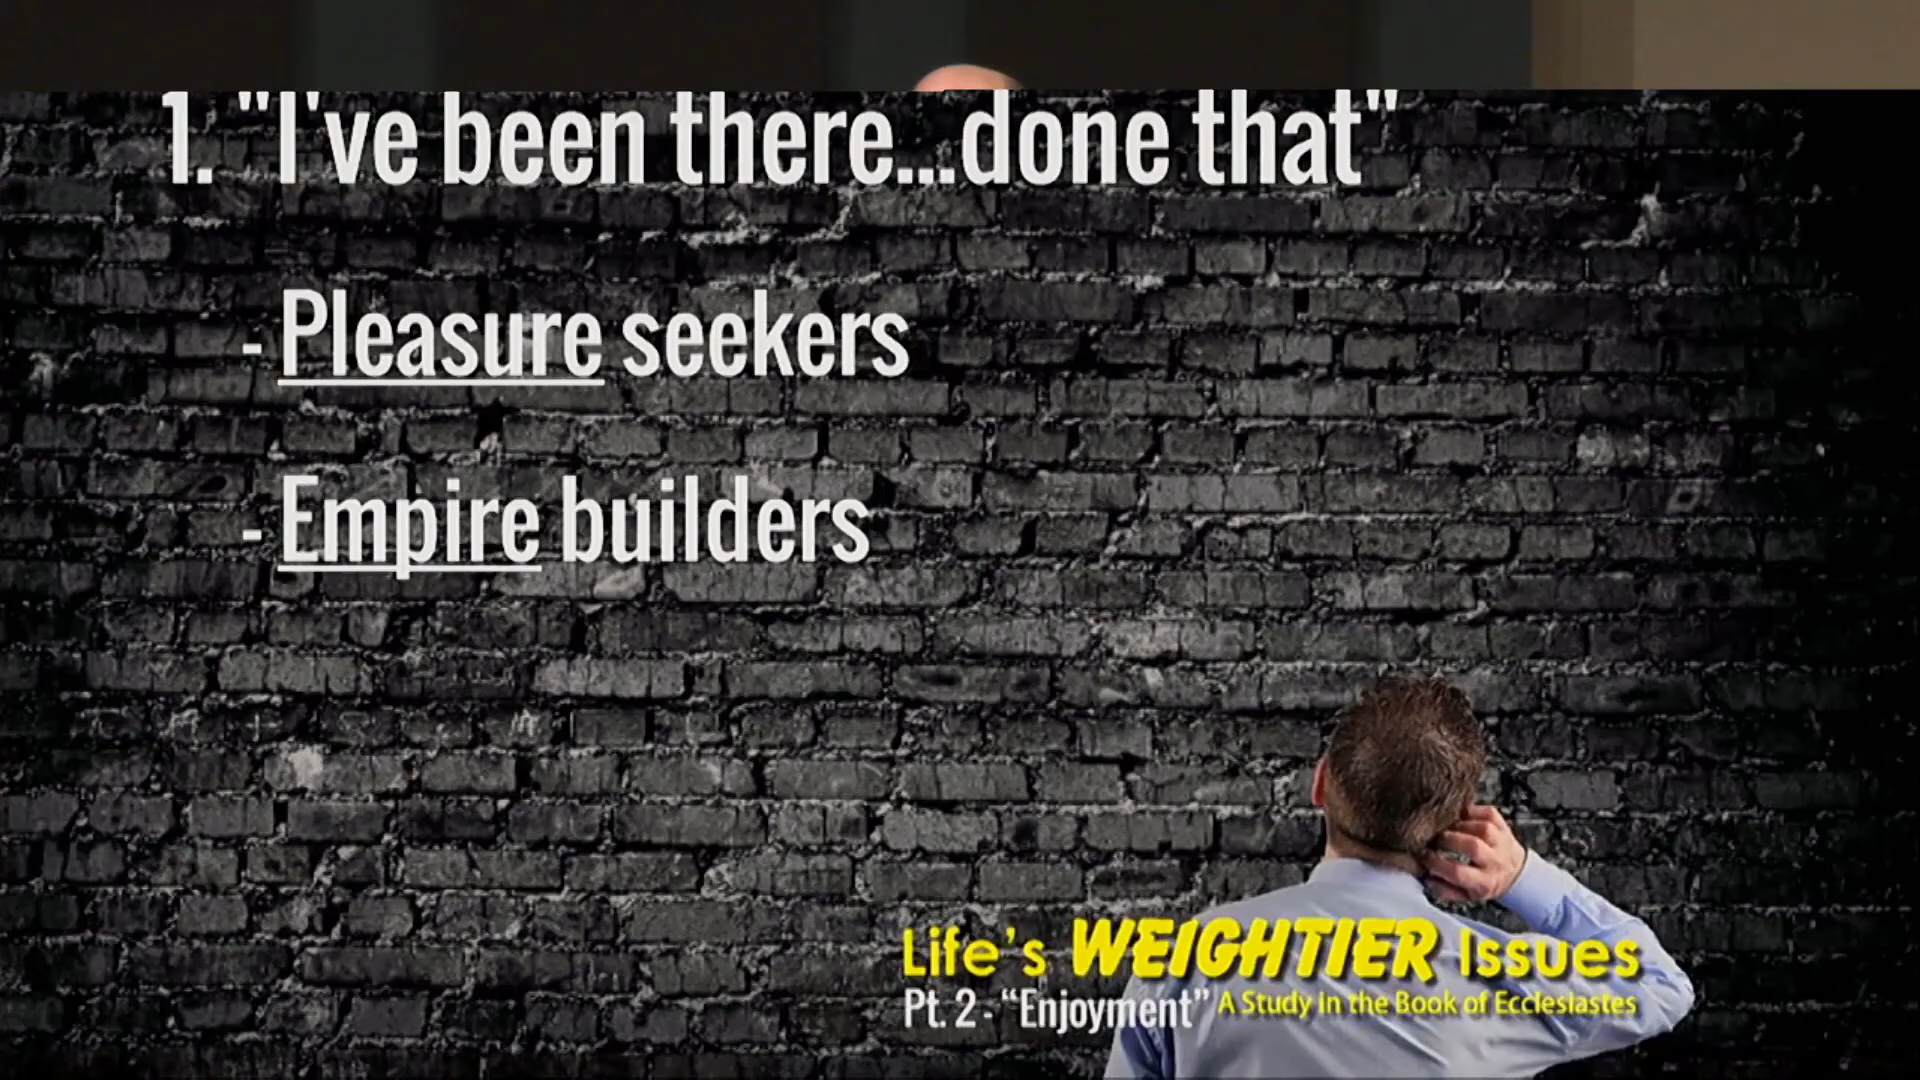 1. "I've been there...done that"
- Pleasure seekers
- Empire builders
Life's WEIGHTIER Issues
Pt. 2 - “Enjoyment” A Study in the Book of Ecclesiastes